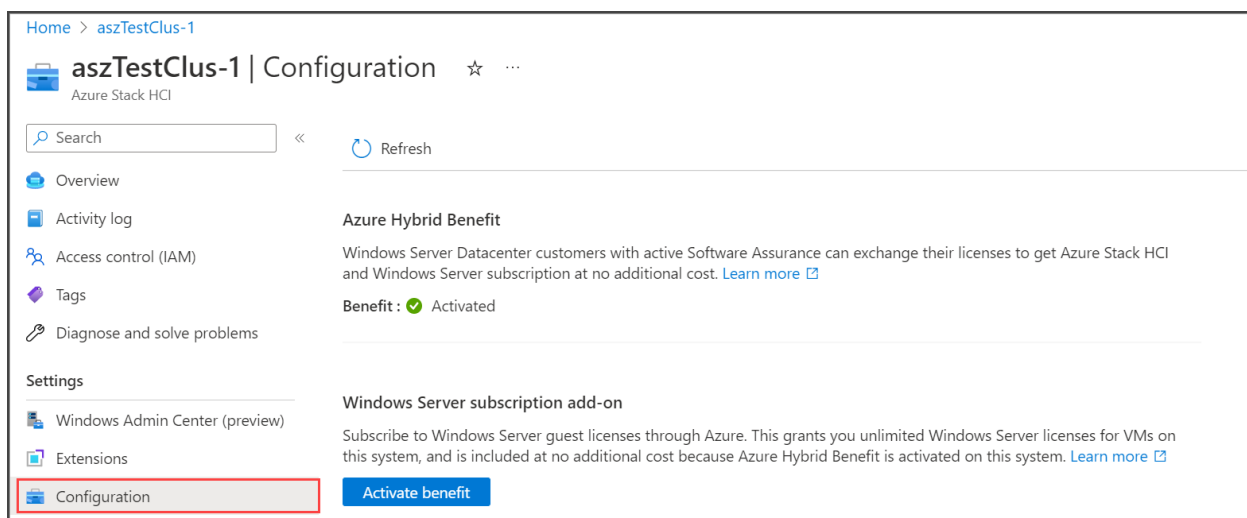 Home > aszTestClus-1
aszTestClus-1 | Configuration ...
Azure Stack HCI
Search «
Refresh
Overview
Activity log
Access control (IAM)
Tags
Diagnose and solve problems
Settings
Windows Admin Center (preview)
Extensions
Configuration
Azure Hybrid Benefit
Windows Server Datacenter customers with active Software Assurance can exchange their licenses to get Azure Stack HCI
and Windows Server subscription at no additional cost. Learn more
Benefit : Activated
Windows Server subscription add-on
Subscribe to Windows Server guest licenses through Azure. This grants you unlimited Windows Server licenses for VMs on
this system, and is included at no additional cost because Azure Hybrid Benefit is activated on this system. Learn more
Activate benefit